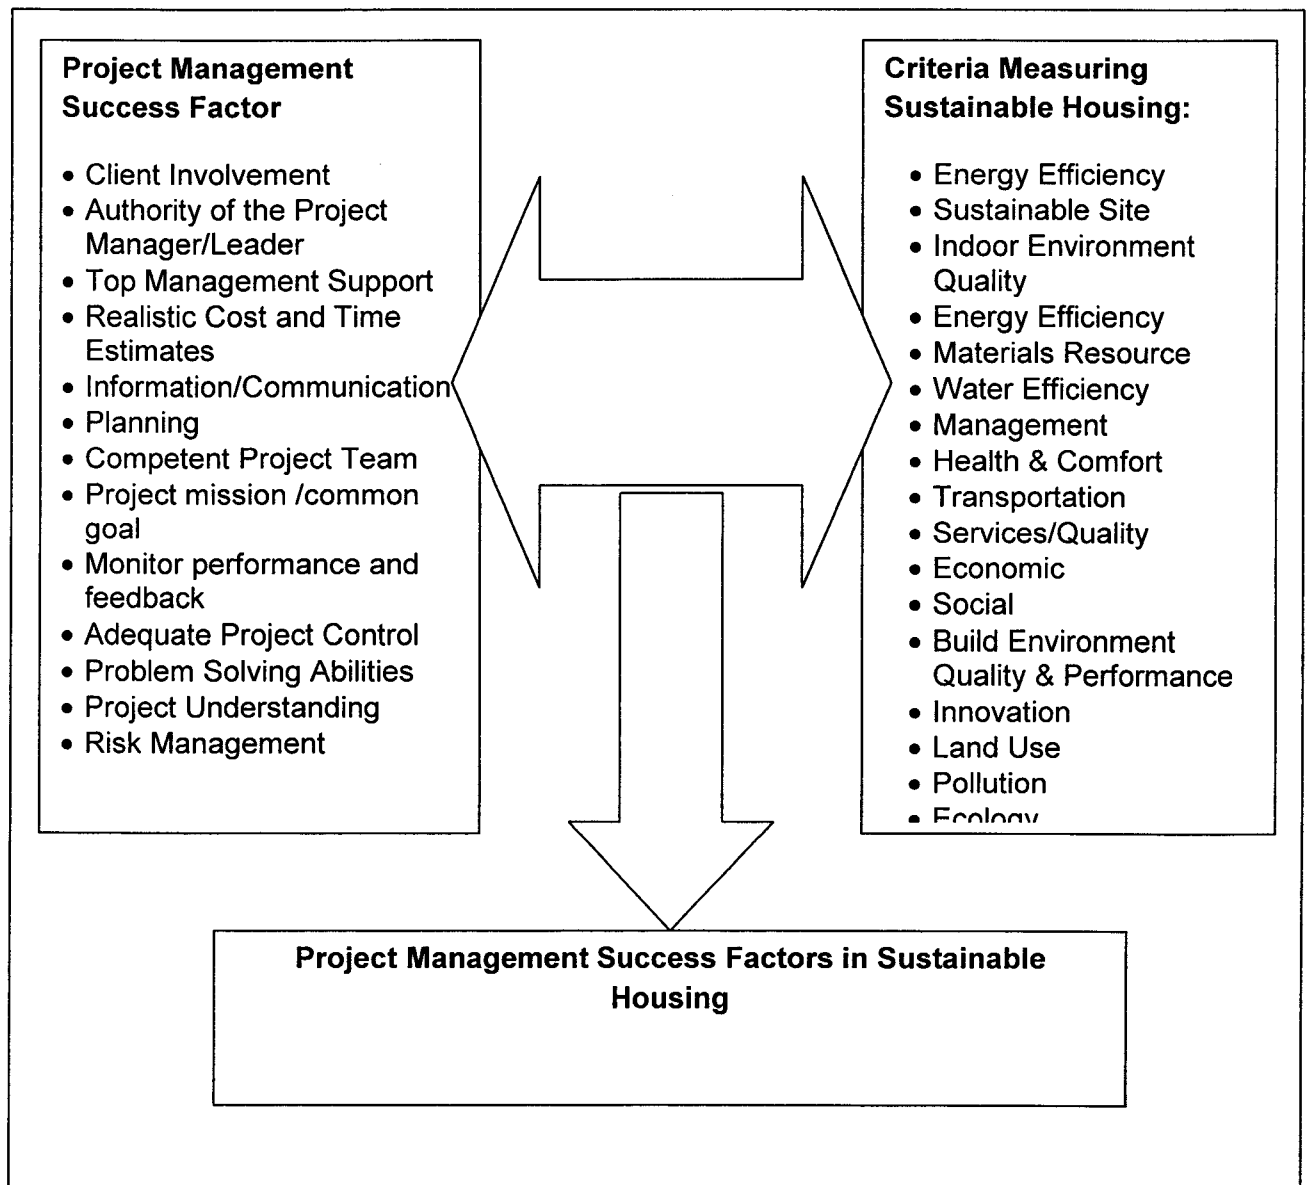 Project Management
Success Factor
• Client Involvement
• Authority of the Project
Manager/Leader
• Top Management Support
• Realistic Cost and Time
Estimates
• Information/Communication
• Planning
• Competent Project Team
• Project mission /common
goal
• Monitor performance and
feedback
• Adequate Project Control
• Problem Solving Abilities
• Project Understanding
• Risk Management
Criteria Measuring
Sustainable Housing:
• Energy Efficiency
• Sustainable Site
• Indoor Environment
Quality
• Energy Efficiency
• Materials Resource
• Water Efficiency
• Management
• Health & Comfort
• Transportation
• Services/Quality
• Economic
• Social
• Build Environment
Quality & Performance
• Innovation
• Land Use
• Pollution
• Ecology
Project Management Success Factors in Sustainable
Housing